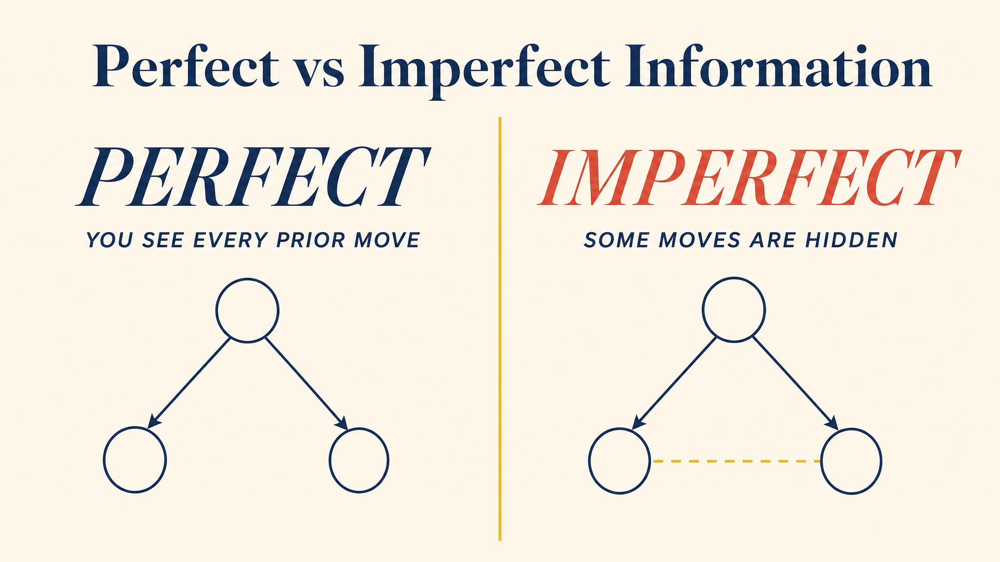 Perfect vs Imperfect Information
PERFECT
YOU SEE EVERY PRIOR MOVE
IMPERFECT
SOME MOVES ARE HIDDEN